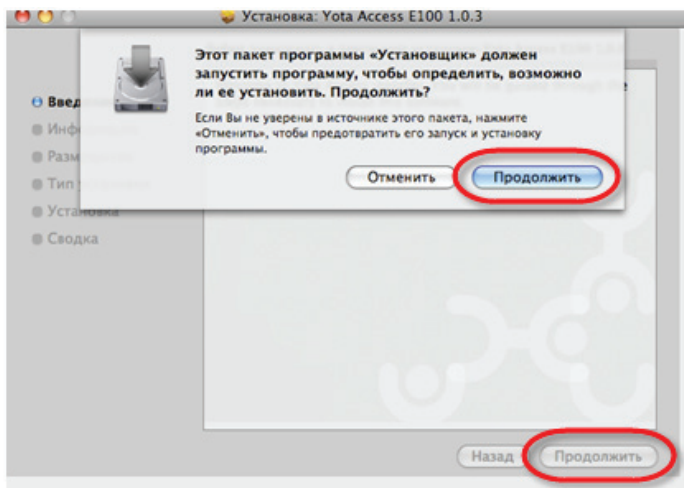 Установка: Yota Access E100 1.0.3
Этот пакет программы «Установщик» должен
запустить программу, чтобы определить, возможно
ли ее установить. Продолжить?
Если Вы не уверены в источнике этого пакета, нажмите
«Отменить», чтобы предотвратить его запуск и установку
программы.
Отменить
Продолжить
Введ
Инф
Разм
Тип
Установка
Сводка
Назад
Продолжить